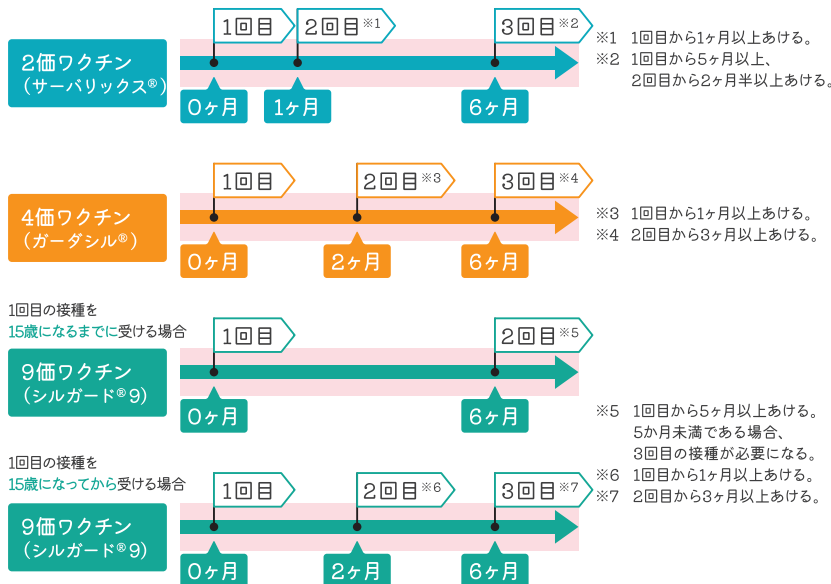 1回目
2回目※1
3回目※2
2価ワクチン
(サーバリックス®)
0ヶ月
1ヶ月
6ヶ月
※1 1回目から1ヶ月以上あける。
※2 1回目から5ヶ月以上、
2回目から2ヶ月半以上あける。
1回目
2回目※3
3回目※4
4価ワクチン
(ガーダシル®)
0ヶ月
2ヶ月
6ヶ月
※3 1回目から1ヶ月以上あける。
※4 2回目から3ヶ月以上あける。
1回目の接種を
15歳になるまでに受ける場合
1回目
2回目※5
9価ワクチン
(シルガード®9)
0ヶ月
6ヶ月
※5 1回目から5ヶ月以上あける。
5か月未満である場合、
3回目の接種が必要になる。
※6 1回目から1ヶ月以上あける。
※7 2回目から3ヶ月以上あける。
1回目の接種を
15歳になってから受ける場合
1回目
2回目※6
3回目※7
9価ワクチン
(シルガード®9)
0ヶ月
2ヶ月
6ヶ月